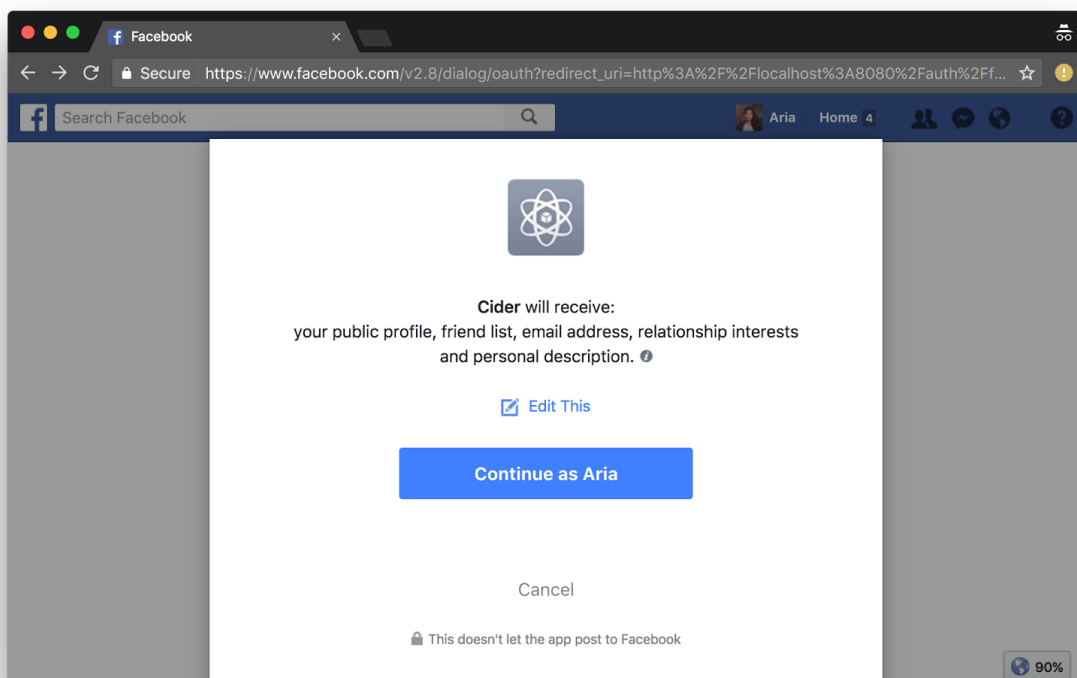 Facebook
Secure https://www.facebook.com/v2.8/dialog/oauth?redirect_uri=http%3A%2F%2Flocalhost%3A8080%2Fauth%2Ff...
Search Facebook
Aria
Home 4
Cider will receive:
your public profile, friend list, email address, relationship interests
and personal description.
Edit This
Continue as Aria
Cancel
This doesn't let the app post to Facebook
90%